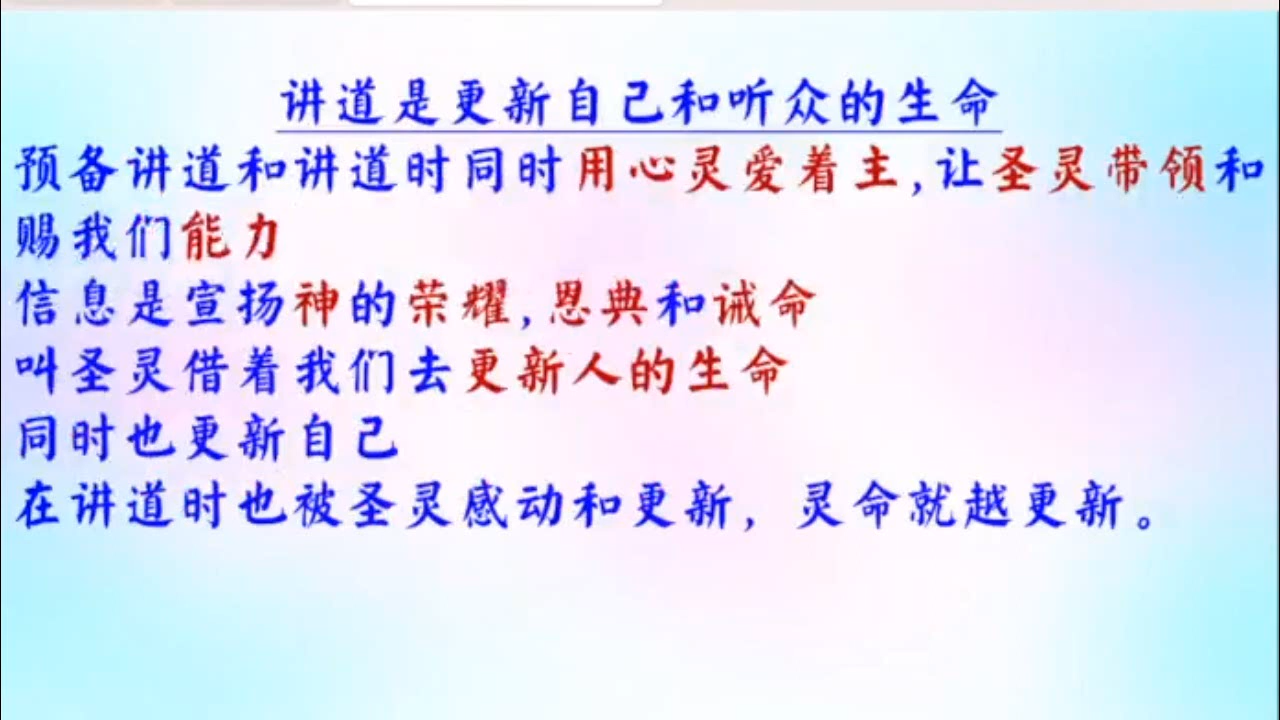 讲道是更新自己和听众的生命
预备讲道和讲道时同时用心灵爱着主,让圣灵带领和
赐我们能力
信息是宣扬神的荣耀,恩典和诫命
叫圣灵借着我们去更新人的生命
同时也更新自己
在讲道时也被圣灵感动和更新，灵命就越更新。